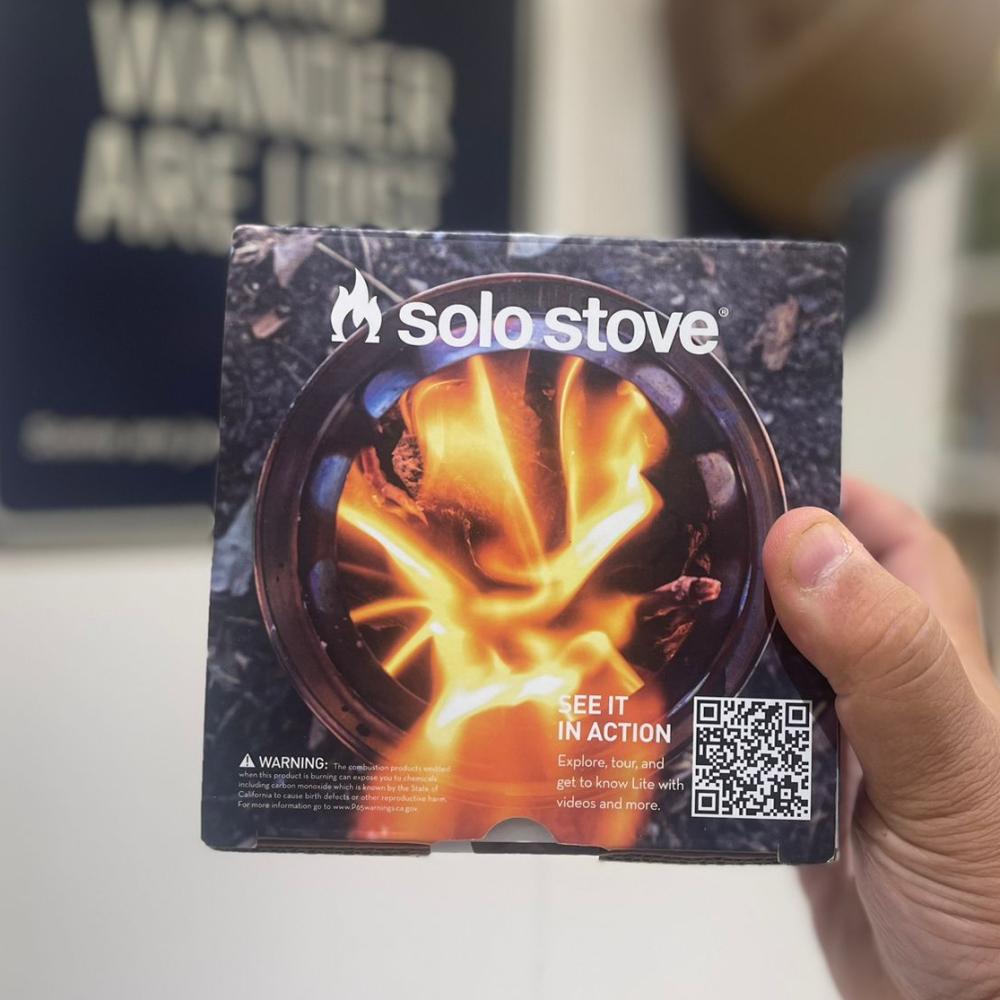 WANDER
ARE LOST
solo stove®
SEE IT
IN ACTION
Explore, tour, and
get to know Lite with
videos and more.
WARNING: The combustion products emitted
when this product is burning can expose you to chemicals
including carbon monoxide which is known by the State of
California to cause birth defects or other reproductive harm.
For more information go to www.P65warnings.ca.gov.